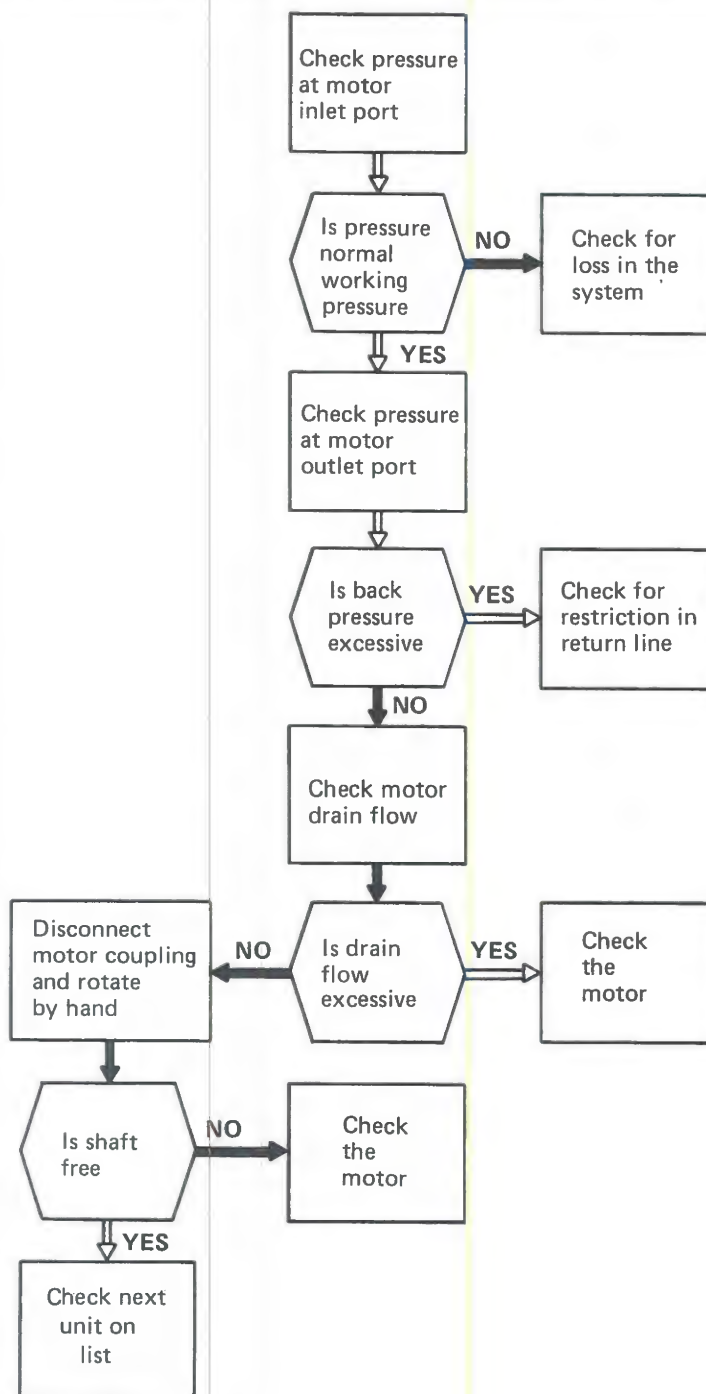 Check pressure
at motor
inlet port
Is pressure
normal
working
pressure
NO
Check for
loss in the
system
YES
Check pressure
at motor
outlet port
Is back
pressure
excessive
YES
Check for
restriction in
return line
NO
Check motor
drain flow
Disconnect
motor coupling
and rotate
by hand
NO
Is drain
flow
excessive
YES
Check
the
motor
Is shaft
free
NO
Check
the
motor
YES
Check next
unit on
list